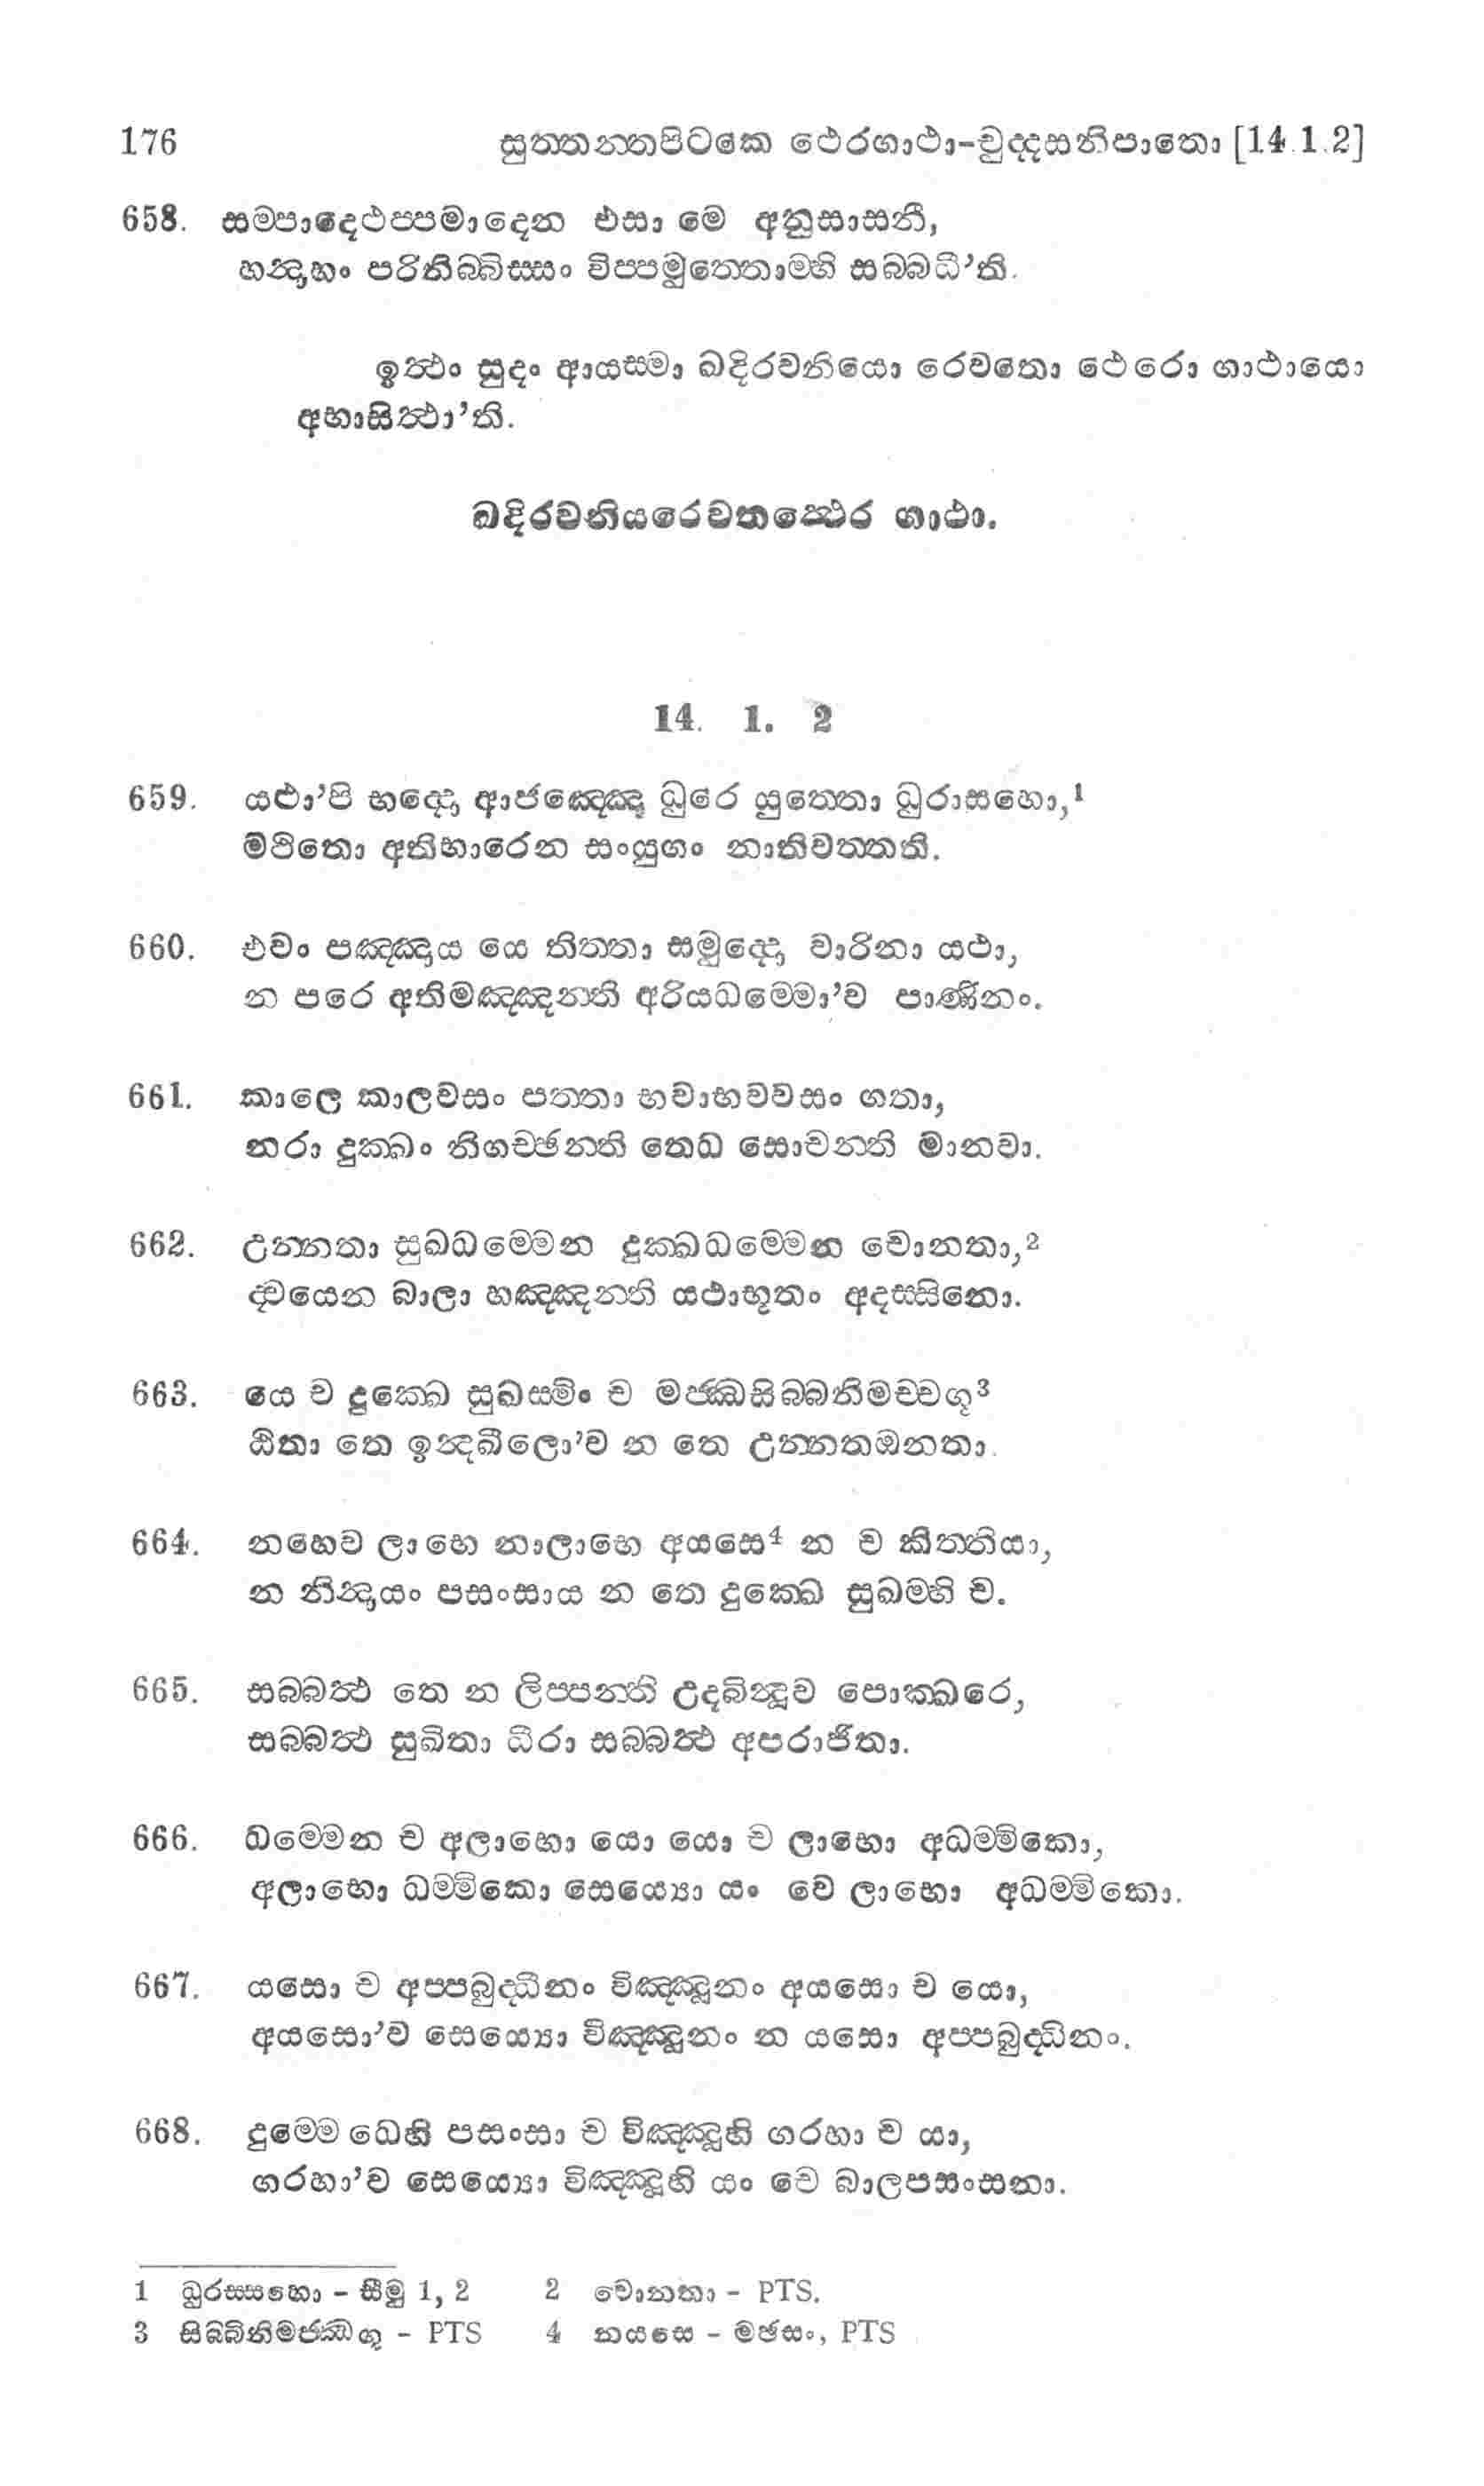 176 සුත්තන්තපිටකෙ ථෙරගාථා-චුද්දසනිපාතො [14.1.2]
658. සම්පාදෙථප්පමාදෙන එසා මෙ අනුසාසනී,
හන්දාහං පරිනිබ්බිස්සං විප්පමුත්තොම්හි සබ්බධී’ති.
ඉත්ථං සුදං ආයස්මා ඛදිරවනියො රෙවතො ථෙරො ගාථායො
අභාසිත්ථා’ති.
ඛදිරවනියරෙවතත්ථෙර ගාථා.
14. 1. 2
659. යථා’පි භද්දො ආජඤ්ඤො ධුරෙ යුත්තො ධුරාසහො,1
මථිතො අතිභාරෙන සංයුගං නාතිවත්තති.
660. එවං පඤ්ඤාය යෙ තිත්තා සමුද්දො වාරිනා යථා,
න පරෙ අතිමඤ්ඤන්ති අරියධම්මො’ව පාණිනං.
661. කාලෙ කාලවසං පත්තා භවාභවවසං ගතා,
නරා දුක්ඛං නිගච්ඡන්ති තෙධ සොචන්ති මානවා.
662. උන්නතා සුඛධම්මෙන දුක්ඛධම්මෙන චොනතා,2
ද්වයෙන බාලා හඤ්ඤන්ති යථාභූතං අදස්සිනො.
663. යෙ ච දුක්ඛෙ සුඛස්මිං ච මජ්ඣෙසිබ්බනිමච්චගූ3
ඨිතා තෙ ඉන්දඛීලො’ව න තෙ උන්නතඔනතා.
664. නහෙව ලාභෙ නාලාභෙ අයසෙ4 න ච කිත්තියා,
න නින්දායං පසංසාය න තෙ දුක්ඛෙ සුඛම්හි ච.
665. සබ්බත්ථ තෙ න ලිප්පන්ති උදබින්දූව පොක්ඛරෙ,
සබ්බත්ථ සුඛිතා ධීරා සබ්බත්ථ අපරාජිතා.
666. ධම්මෙන ච අලාභො යො යො ච ලාභො අධම්මිකො,
අලාභො ධම්මිකො සෙය්‍යො යං වෙ ලාභො අධම්මිකො.
667. යසො ච අප්පබුද්ධීනං විඤ්ඤූනං අයසො ච යො,
අයසො’ව සෙය්‍යො විඤ්ඤූනං න යසො අප්පබුද්ධිනං.
668. දුම්මෙධෙහි පසංසා ච විඤ්ඤූහි ගරහා ච යා,
ගරහා’ව සෙය්‍යො විඤ්ඤූහි යං චෙ බාලපසංසනා.
1 ධුරස්සහො - සීමු 1, 2 2 වොනතා - PTS.
3 සිබ්බිනිමජ්ඣගූ - PTS 4 නයසෙ - මඡසං, PTS